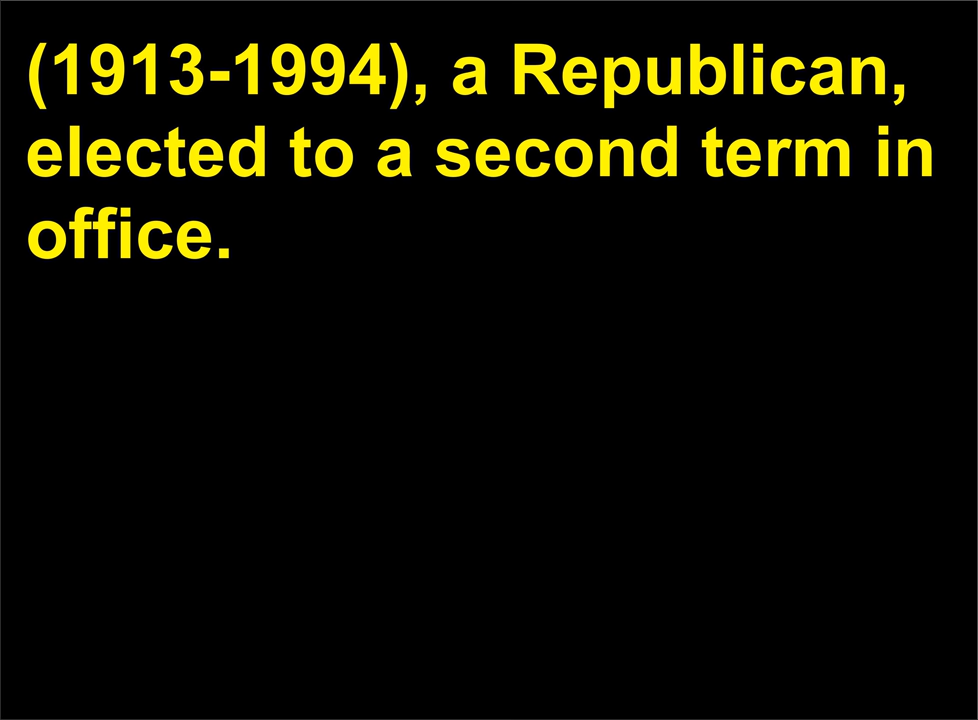 (1913-1994), a Republican,
elected to a second term in
office.